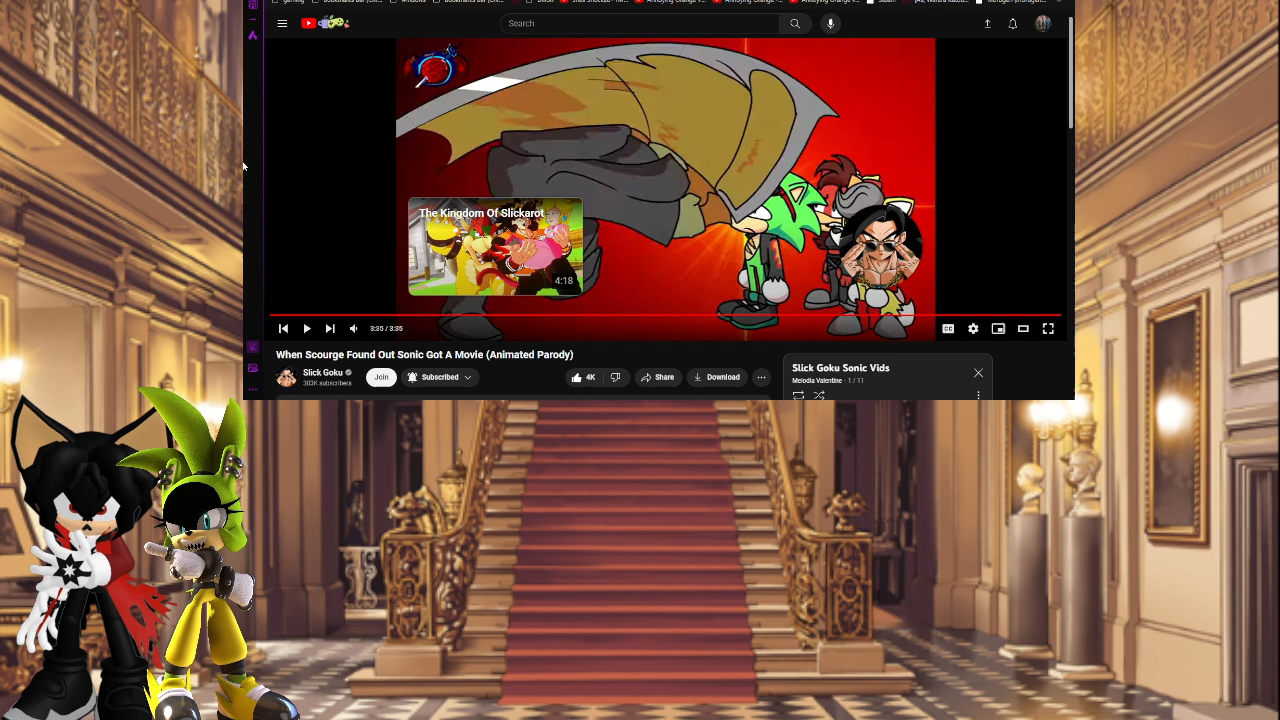 Search
The Kingdom Of Slickarot
4:18
3:35 / 3:35
CC
When Scourge Found Out Sonic Got A Movie (Animated Parody)
Slick Goku
303K subscribers
Join
Subscribed
4K
Share
Download
Slick Goku Sonic Vids
Melodia Valentine - 1 / 11